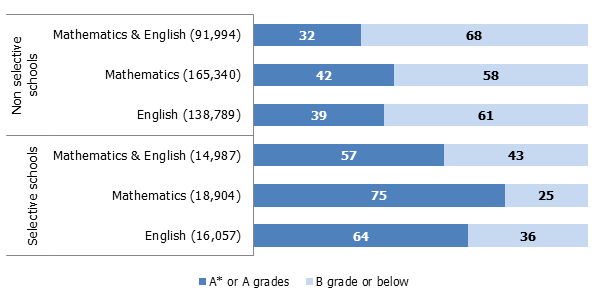 Non selective
schools
Mathematics & English (91,994)
32
68
Mathematics (165,340)
42
58
English (138,789)
39
61
Selective schools
Mathematics & English (14,987)
57
43
Mathematics (18,904)
75
25
English (16,057)
64
36
A* or A grades
B grade or below